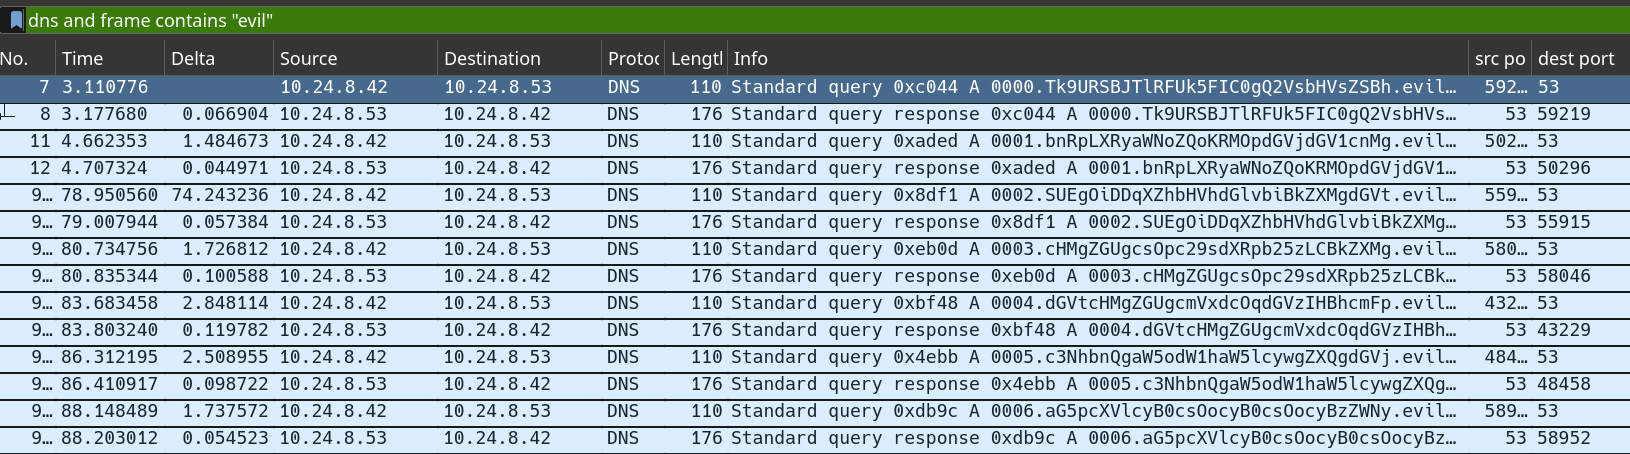 dns and frame contains "evil"
No. Time Delta Source Destination Protoc Lengtl Info src po dest port
7 3.110776 10.24.8.42 10.24.8.53 DNS 110 Standard query 0xc044 A 0000.Tk9URSBJTlRFUk5FIC0gQ2VsbHVsZSBh.evil… 592… 53
8 3.177680 0.066904 10.24.8.53 10.24.8.42 DNS 176 Standard query response 0xc044 A 0000.Tk9URSBJTlRFUk5FIC0gQ2VsbHVs… 53 59219
11 4.662353 1.484673 10.24.8.42 10.24.8.53 DNS 110 Standard query 0xaded A 0001.bnRpLXRyaWNoZQoKRMOpdGVjdGV1cnMg.evil… 502… 53
12 4.707324 0.044971 10.24.8.53 10.24.8.42 DNS 176 Standard query response 0xaded A 0001.bnRpLXRyaWNoZQoKRMOpdGVjdGV1… 53 50296
9… 78.950560 74.243236 10.24.8.42 10.24.8.53 DNS 110 Standard query 0x8df1 A 0002.SUEgOiDDqXZhbHVhdGlvbiBkZXMgdGVt.evil… 559… 53
9… 79.007944 0.057384 10.24.8.53 10.24.8.42 DNS 176 Standard query response 0x8df1 A 0002.SUEgOiDDqXZhbHVhdGlvbiBkZXMg… 53 55915
9… 80.734756 1.726812 10.24.8.42 10.24.8.53 DNS 110 Standard query 0xeb0d A 0003.cHMgZGUgcsOpc29sdXRpb25zLCBkZXMg.evil… 580… 53
9… 80.835344 0.100588 10.24.8.53 10.24.8.42 DNS 176 Standard query response 0xeb0d A 0003.cHMgZGUgcsOpc29sdXRpb25zLCBk… 53 58046
9… 83.683458 2.848114 10.24.8.42 10.24.8.53 DNS 110 Standard query 0xbf48 A 0004.dGVtcHMgZGUgcmVxdcOqdGVzIHBhcmFp.evil… 432… 53
9… 83.803240 0.119782 10.24.8.53 10.24.8.42 DNS 176 Standard query response 0xbf48 A 0004.dGVtcHMgZGUgcmVxdcOqdGVzIHBh… 53 43229
9… 86.312195 2.508955 10.24.8.42 10.24.8.53 DNS 110 Standard query 0x4ebb A 0005.c3NhbnQgaW5odW1haW5lcywgZXQgdGVj.evil… 484… 53
9… 86.410917 0.098722 10.24.8.53 10.24.8.42 DNS 176 Standard query response 0x4ebb A 0005.c3NhbnQgaW5odW1haW5lcywgZXQg… 53 48458
9… 88.148489 1.737572 10.24.8.42 10.24.8.53 DNS 110 Standard query 0xdb9c A 0006.aG5pcXVlcyB0csOocyB0csOocyBzZWNy.evil… 589… 53
9… 88.203012 0.054523 10.24.8.53 10.24.8.42 DNS 176 Standard query response 0xdb9c A 0006.aG5pcXVlcyB0csOocyB0csOocyBz… 53 58952